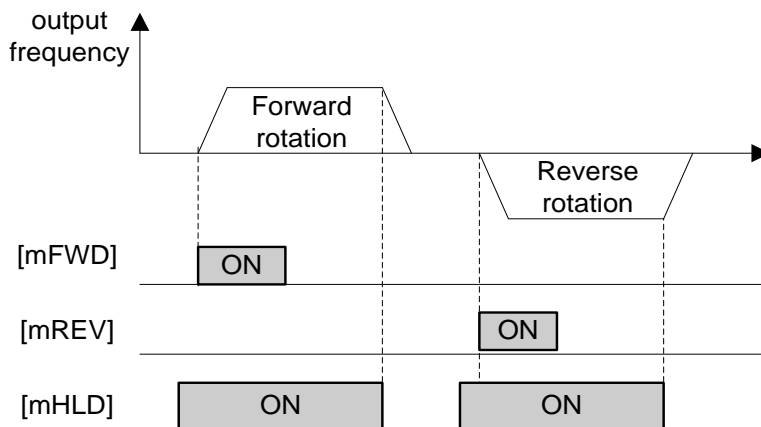 output
frequency
Forward
rotation
Reverse
rotation
[mFWD]
ON
[mREV]
ON
[mHLD]
ON
ON